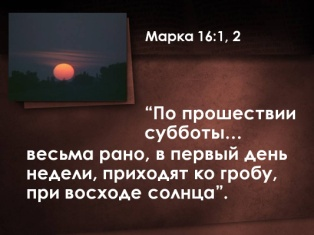 Марка 16:1, 2
“По прошествии
субботы…
весьма рано, в первый день
недели, приходят ко гробу,
при восходе солнца”.